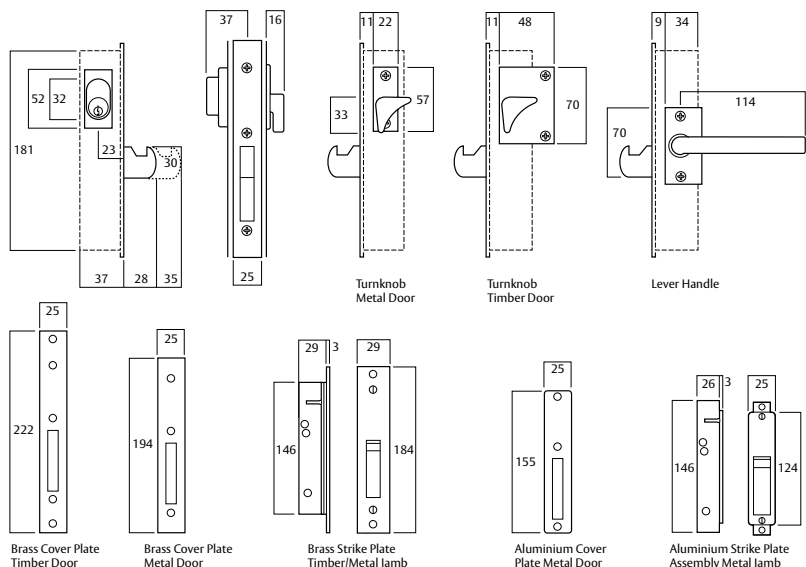 37
16
11
22
11
48
9
34
52
32
33
57
70
114
70
181
23
30
37
28
35
25
Turnknob
Metal Door
Turnknob
Timber Door
Lever Handle
25
25
29
3
29
25
26
3
25
222
194
146
184
155
146
124
Brass Cover Plate
Timber Door
Brass Cover Plate
Metal Door
Brass Strike Plate
Timber/Metal Jamb
Aluminium Cover
Plate Metal Door
Aluminium Strike Plate
Assembly Metal Jamb